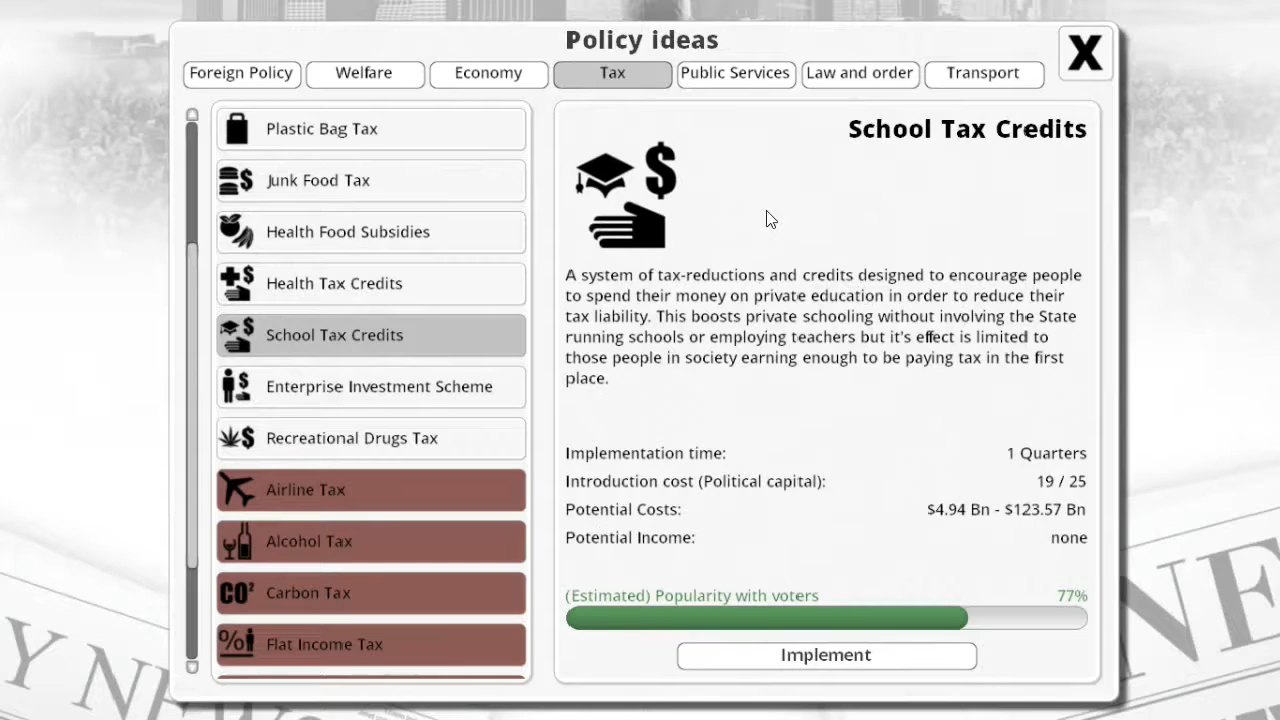 Policy ideas
X
Foreign Policy
Welfare
Economy
Tax
Public Services
Law and order
Transport
Plastic Bag Tax
Junk Food Tax
Health Food Subsidies
Health Tax Credits
School Tax Credits
Enterprise Investment Scheme
Recreational Drugs Tax
Airline Tax
Alcohol Tax
CO² Carbon Tax
Flat Income Tax
School Tax Credits
A system of tax-reductions and credits designed to encourage people
to spend their money on private education in order to reduce their
tax liability. This boosts private schooling without involving the State
running schools or employing teachers but it's effect is limited to
those people in society earning enough to be paying tax in the first
place.
Implementation time: 1 Quarters
Introduction cost (Political capital): 19 / 25
Potential Costs: $4.94 Bn - $123.57 Bn
Potential Income: none
(Estimated) Popularity with voters 77%
Implement